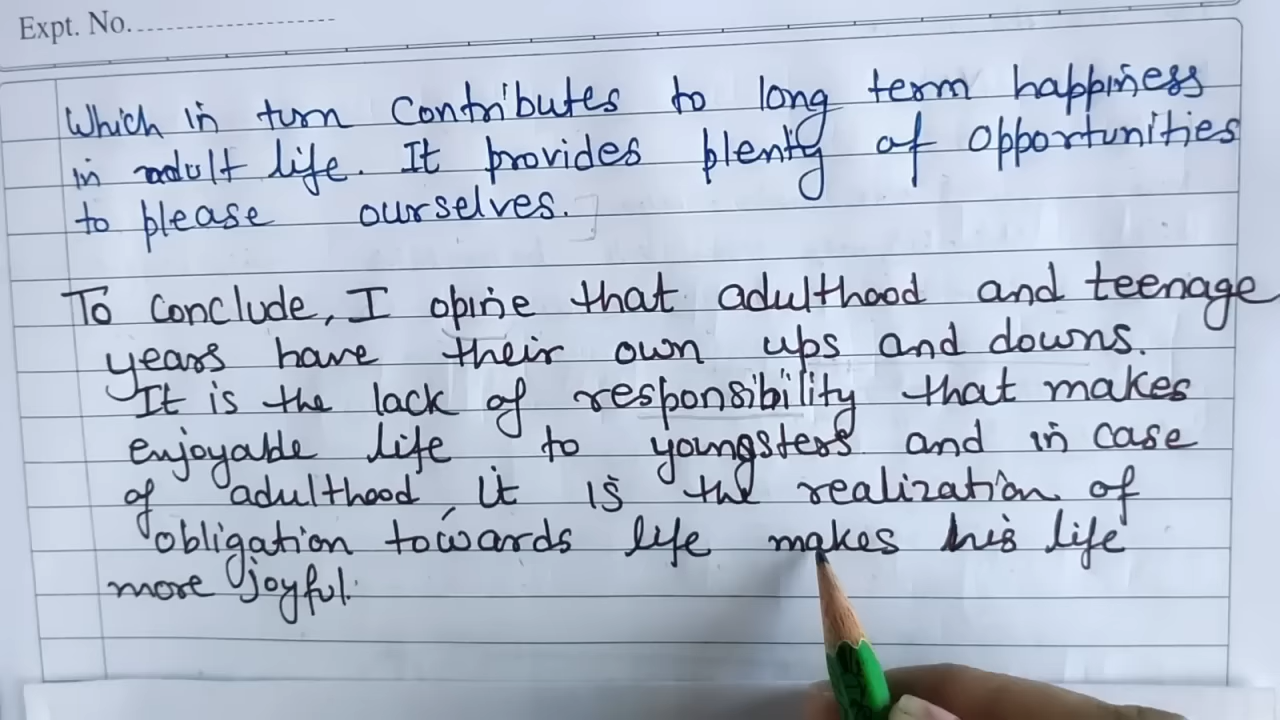 Expt. No.
Which in turn contributes to long term happiness
in adult life. It provides plenty of opportunities
to please ourselves.
To conclude, I opine that adulthood and teenage
years have their own ups and downs.
It is the lack of responsibility that makes
enjoyable life to youngsters and in case
of adulthood, it is the realization of
obligation towards life makes his life
more joyful.